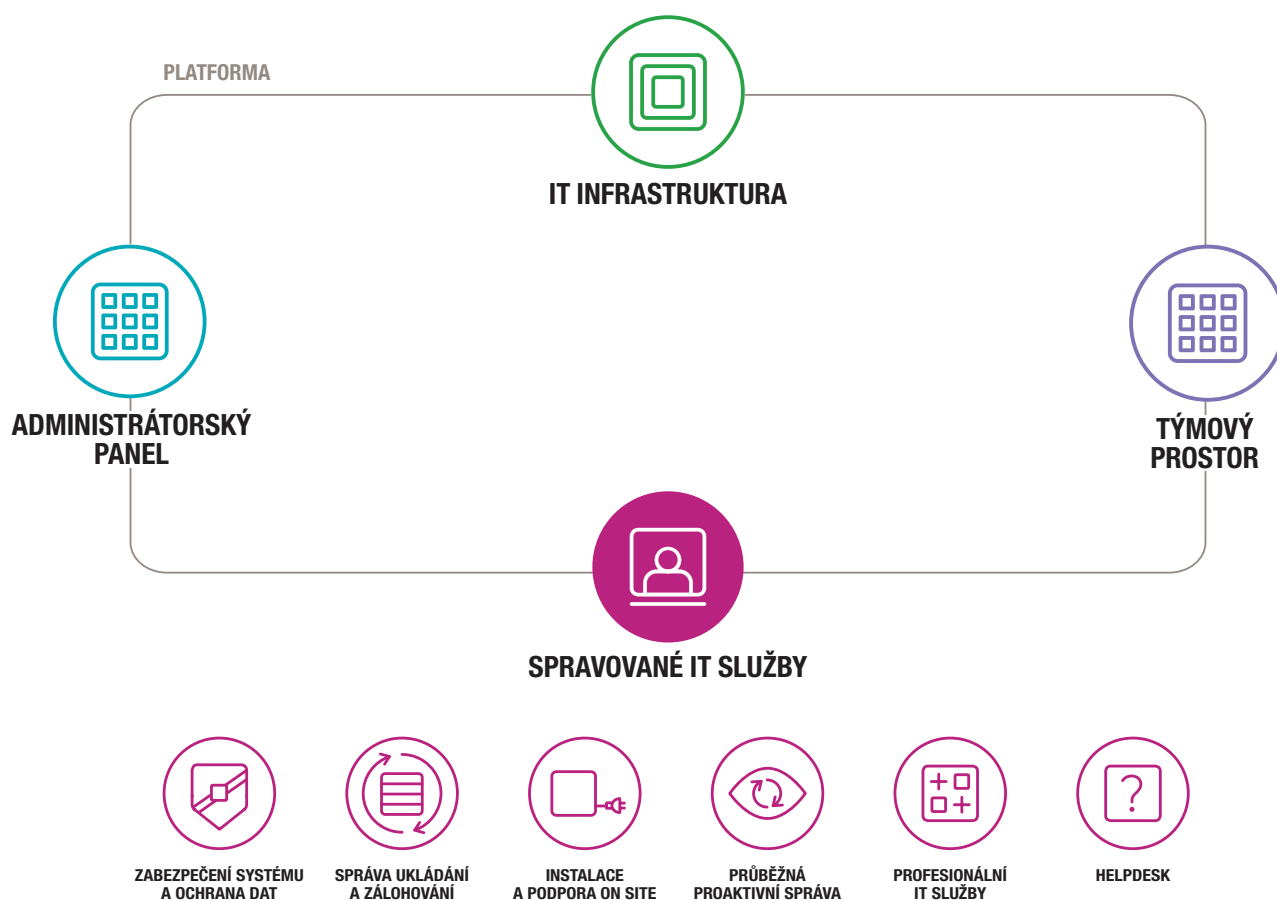 PLATFORMA
IT INFRASTRUKTURA
ADMINISTRÁTORSKÝ
PANEL
TÝMOVÝ
PROSTOR
SPRAVOVANÉ IT SLUŽBY
ZABEZPEČENÍ SYSTÉMU
A OCHRANA DAT
SPRÁVA UKLÁDÁNÍ
A ZÁLOHOVÁNÍ
INSTALACE
A PODPORA ON SITE
PRŮBĚŽNÁ
PROAKTIVNÍ SPRÁVA
PROFESIONÁLNÍ
IT SLUŽBY
HELPDESK